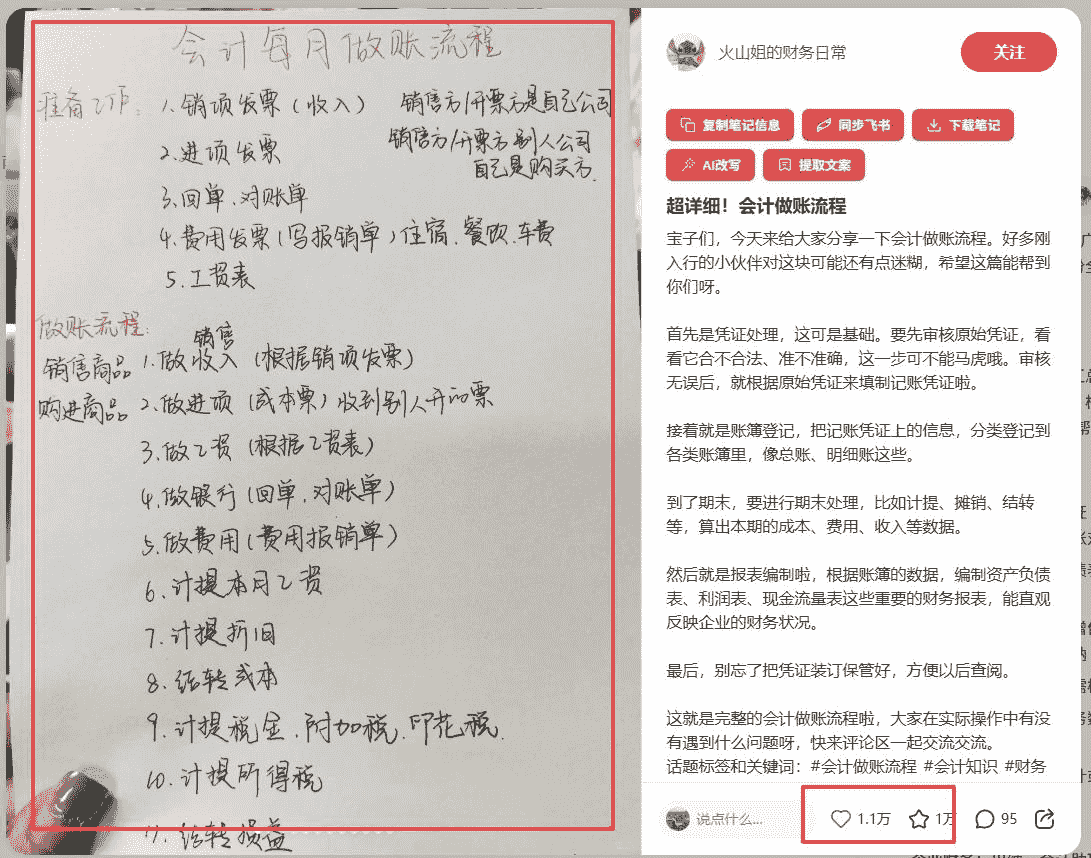 会计每月做账流程
准备工作：1.销项发票（收入） 销售方/开票方是自己公司
2.进项发票 销售方/开票方别人公司
自己是购买方.
3.回单.对账单
4.费用发票（写报销单）住宿.餐饮.车费
5.工资表
做账流程：
销售
销售商品 1.做收入（根据销项发票）
购进商品 2.做进项（成本票）收到别人开的票
3.做工资（根据工资表）
4.做银行（回单.对账单）
5.做费用（费用报销单）
6.计提本月工资
7.计提折旧
8.结转成本
9.计提税金.附加税.印花税.
10.计提所得税
11.结转损益
火山姐的财务日常
关注
复制笔记信息 同步飞书 下载笔记
AI改写 提取文案
超详细！会计做账流程
宝子们，今天来给大家分享一下会计做账流程。好多刚
入行的小伙伴对这块可能还有点迷糊，希望这篇能帮到
你们呀。
首先是凭证处理，这可是基础。要先审核原始凭证，看
看它合不合法、准不准确，这一步可不能马虎哦。审核
无误后，就根据原始凭证来填制记账凭证啦。
接着就是账簿登记，把记账凭证上的信息，分类登记到
各类账簿里，像总账、明细账这些。
到了期末，要进行期末处理，比如计提、摊销、结转
等，算出本期的成本、费用、收入等数据。
然后就是报表编制啦，根据账簿的数据，编制资产负债
表、利润表、现金流量表这些重要的财务报表，能直观
反映企业的财务状况。
最后，别忘了把凭证装订保管好，方便以后查阅。
这就是完整的会计做账流程啦，大家在实际操作中有没
有遇到什么问题呀，快来评论区一起交流交流。
话题标签和关键词：#会计做账流程 #会计知识 #财务
说点什么... 1.1万 1万 95